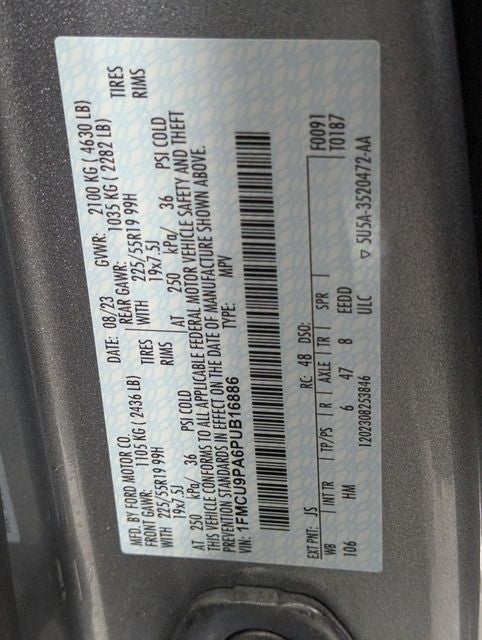 MFD. BY FORD MOTOR CO.
DATE: 08/23 GVWR: 2100 KG ( 4630 LB)
FRONT GAWR: 1105 KG ( 2436 LB) REAR GAWR: 1035 KG ( 2282 LB)
WITH 225/55R19 99H TIRES WITH 225/55R19 99H TIRES
19x7.5J RIMS 19x7.5J RIMS
AT 250 kPa/ 36 PSI COLD AT 250 kPa/ 36 PSI COLD
THIS VEHICLE CONFORMS TO ALL APPLICABLE FEDERAL MOTOR VEHICLE SAFETY AND THEFT
PREVENTION STANDARDS IN EFFECT ON THE DATE OF MANUFACTURE SHOWN ABOVE.
VIN: 1FMCU9PA6PUB16886 TYPE: MPV
F0091
T0187
EXT PNT: JS RC: 48 DSO:
WB INT TR TP/PS R AXLE TR SPR
106 HM 6 47 8 EEDD
1202308253846 ULC ▽ 5U5A-3520472-AA